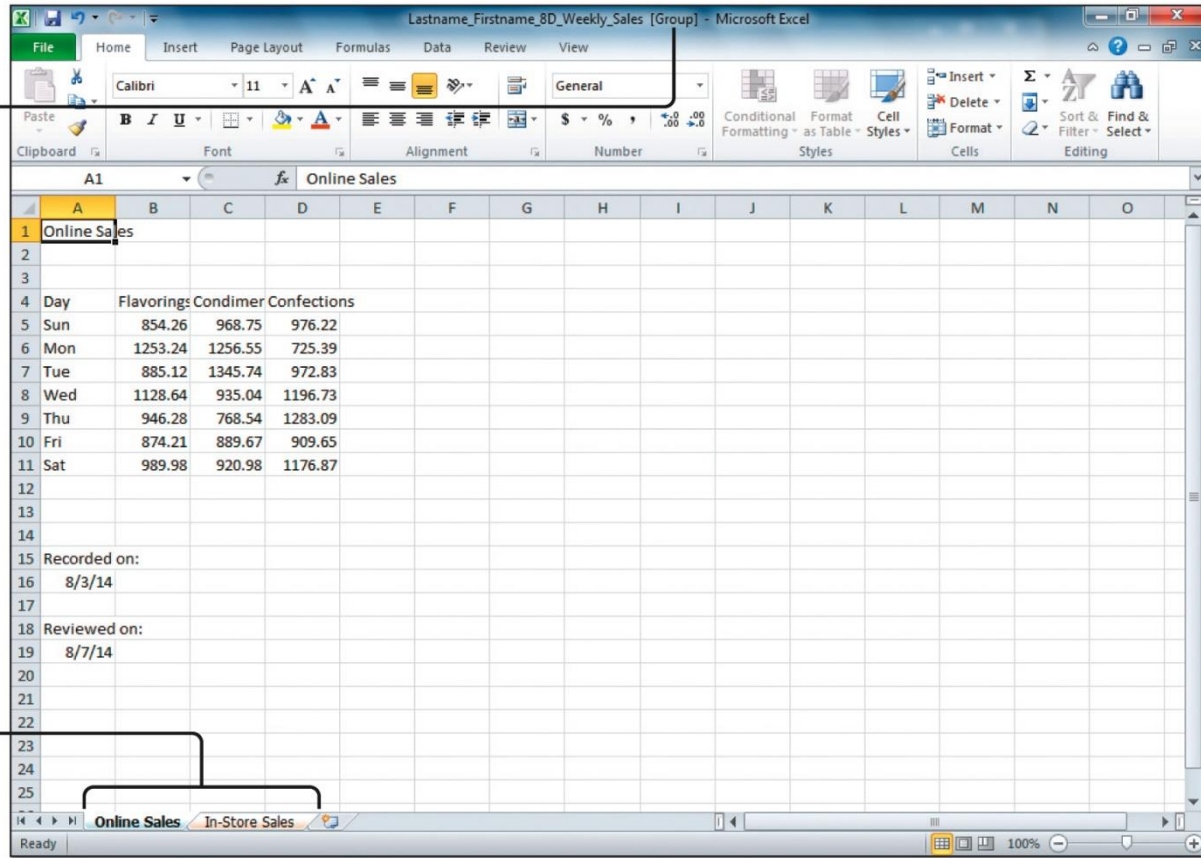 Lastname_Firstname_8D_Weekly_Sales [Group] - Microsoft Excel
File Home Insert Page Layout Formulas Data Review View
Paste
Calibri 11 A A
B I U A
General
$ % , .0 .00 .00 .0
Conditional Formatting
Format as Table
Cell Styles
Insert
Delete
Format
Σ
Sort & Filter
Find & Select
Clipboard Font Alignment Number Styles Cells Editing
A1 fx Online Sales
A B C D E F G H I J K L M N O
1 Online Sales
2
3
4 Day Flavorings Condimer Confections
5 Sun 854.26 968.75 976.22
6 Mon 1253.24 1256.55 725.39
7 Tue 885.12 1345.74 972.83
8 Wed 1128.64 935.04 1196.73
9 Thu 946.28 768.54 1283.09
10 Fri 874.21 889.67 909.65
11 Sat 989.98 920.98 1176.87
12
13
14
15 Recorded on:
16 8/3/14
17
18 Reviewed on:
19 8/7/14
20
21
22
23
24
25
Online Sales In-Store Sales
Ready 100%